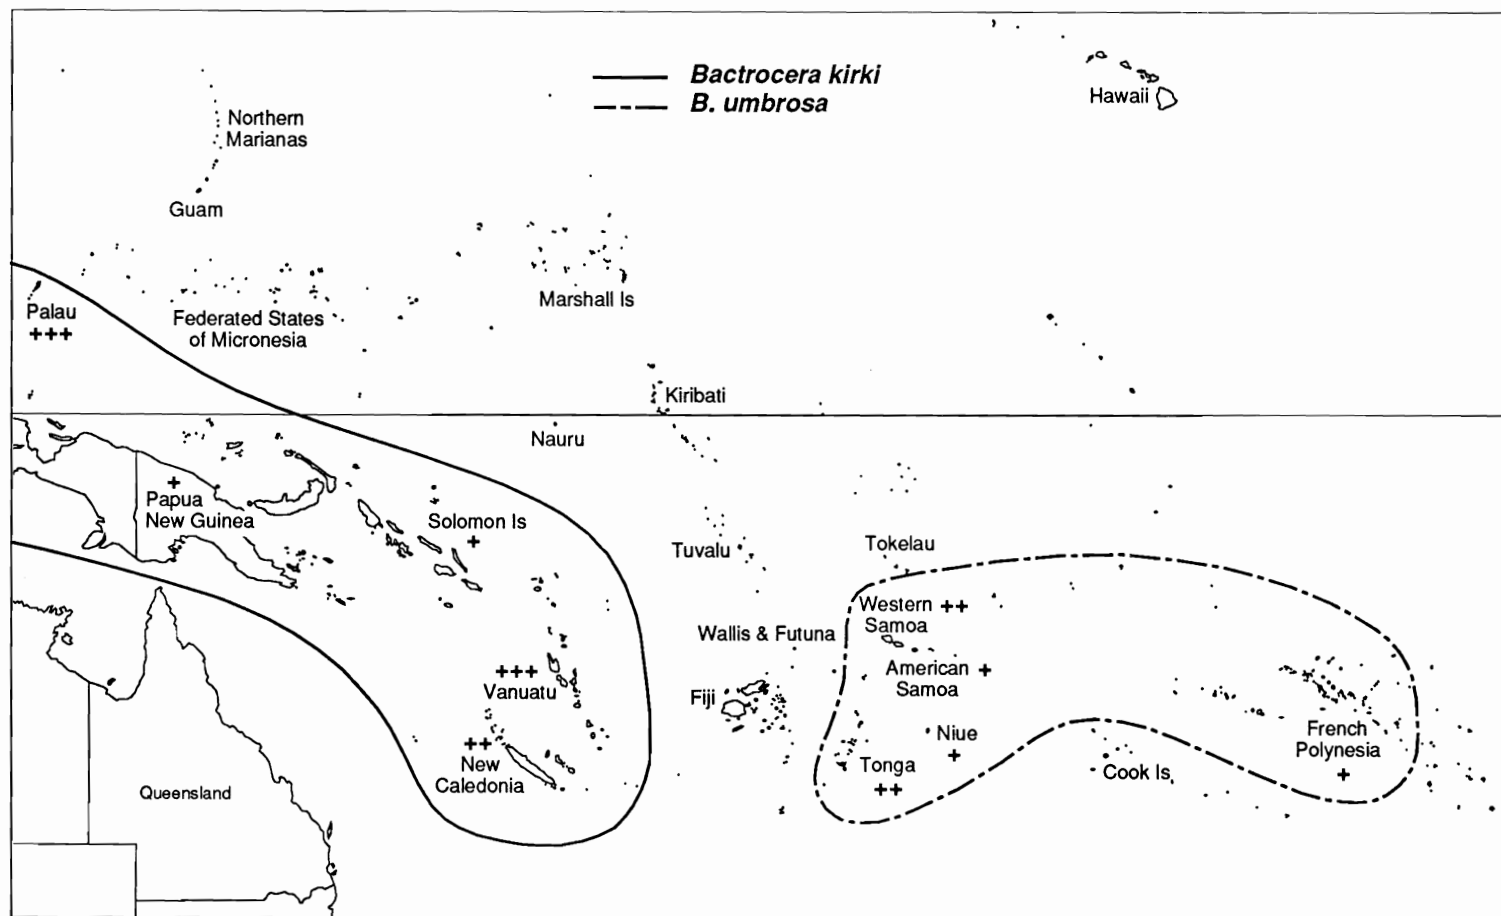 Bactrocera kirki
B. umbrosa
Hawaii
Northern
Marianas
Guam
Marshall Is
Palau
+++
Federated States
of Micronesia
Kiribati
Nauru
+
Papua
New Guinea
Solomon Is
+
Tuvalu
Tokelau
Western ++
Samoa
Wallis & Futuna
American +
Samoa
+++
Vanuatu
Fiji
++
New
Caledonia
Niue
+
Tonga
++
Cook Is
French
Polynesia
+
Queensland